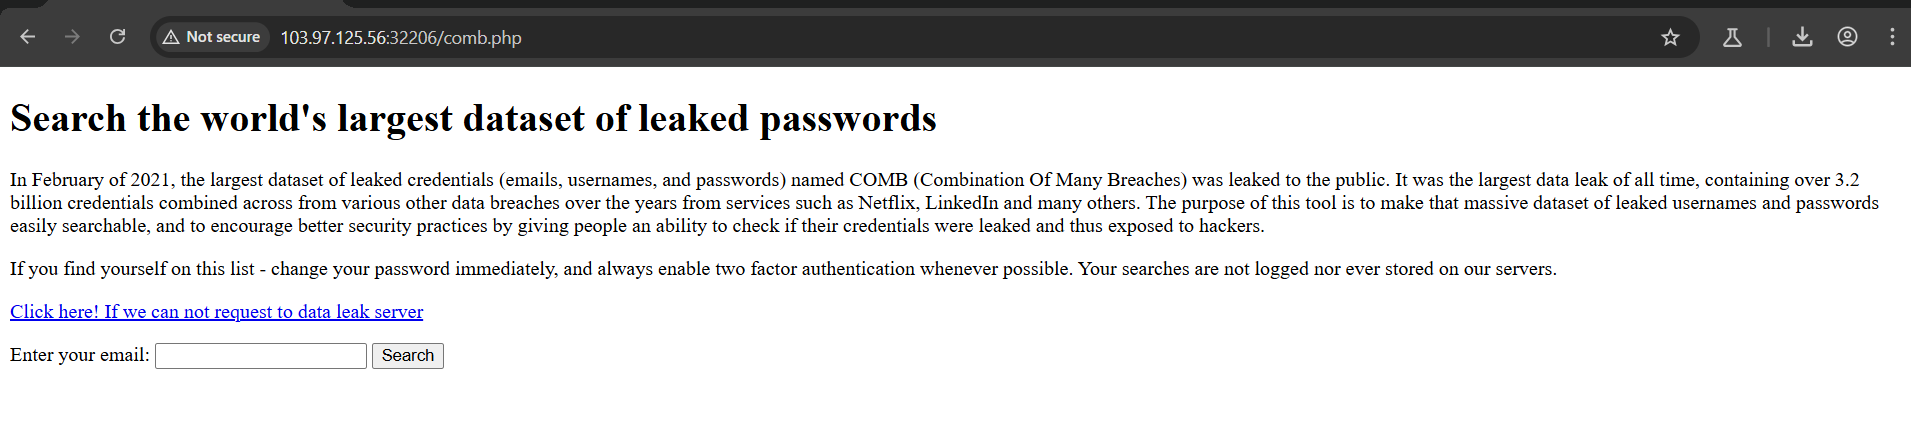 Not secure 103.97.125.56:32206/comb.php
Search the world's largest dataset of leaked passwords
In February of 2021, the largest dataset of leaked credentials (emails, usernames, and passwords) named COMB (Combination Of Many Breaches) was leaked to the public. It was the largest data leak of all time, containing over 3.2
billion credentials combined across from various other data breaches over the years from services such as Netflix, LinkedIn and many others. The purpose of this tool is to make that massive dataset of leaked usernames and passwords
easily searchable, and to encourage better security practices by giving people an ability to check if their credentials were leaked and thus exposed to hackers.
If you find yourself on this list - change your password immediately, and always enable two factor authentication whenever possible. Your searches are not logged nor ever stored on our servers.
Click here! If we can not request to data leak server
Enter your email: Search